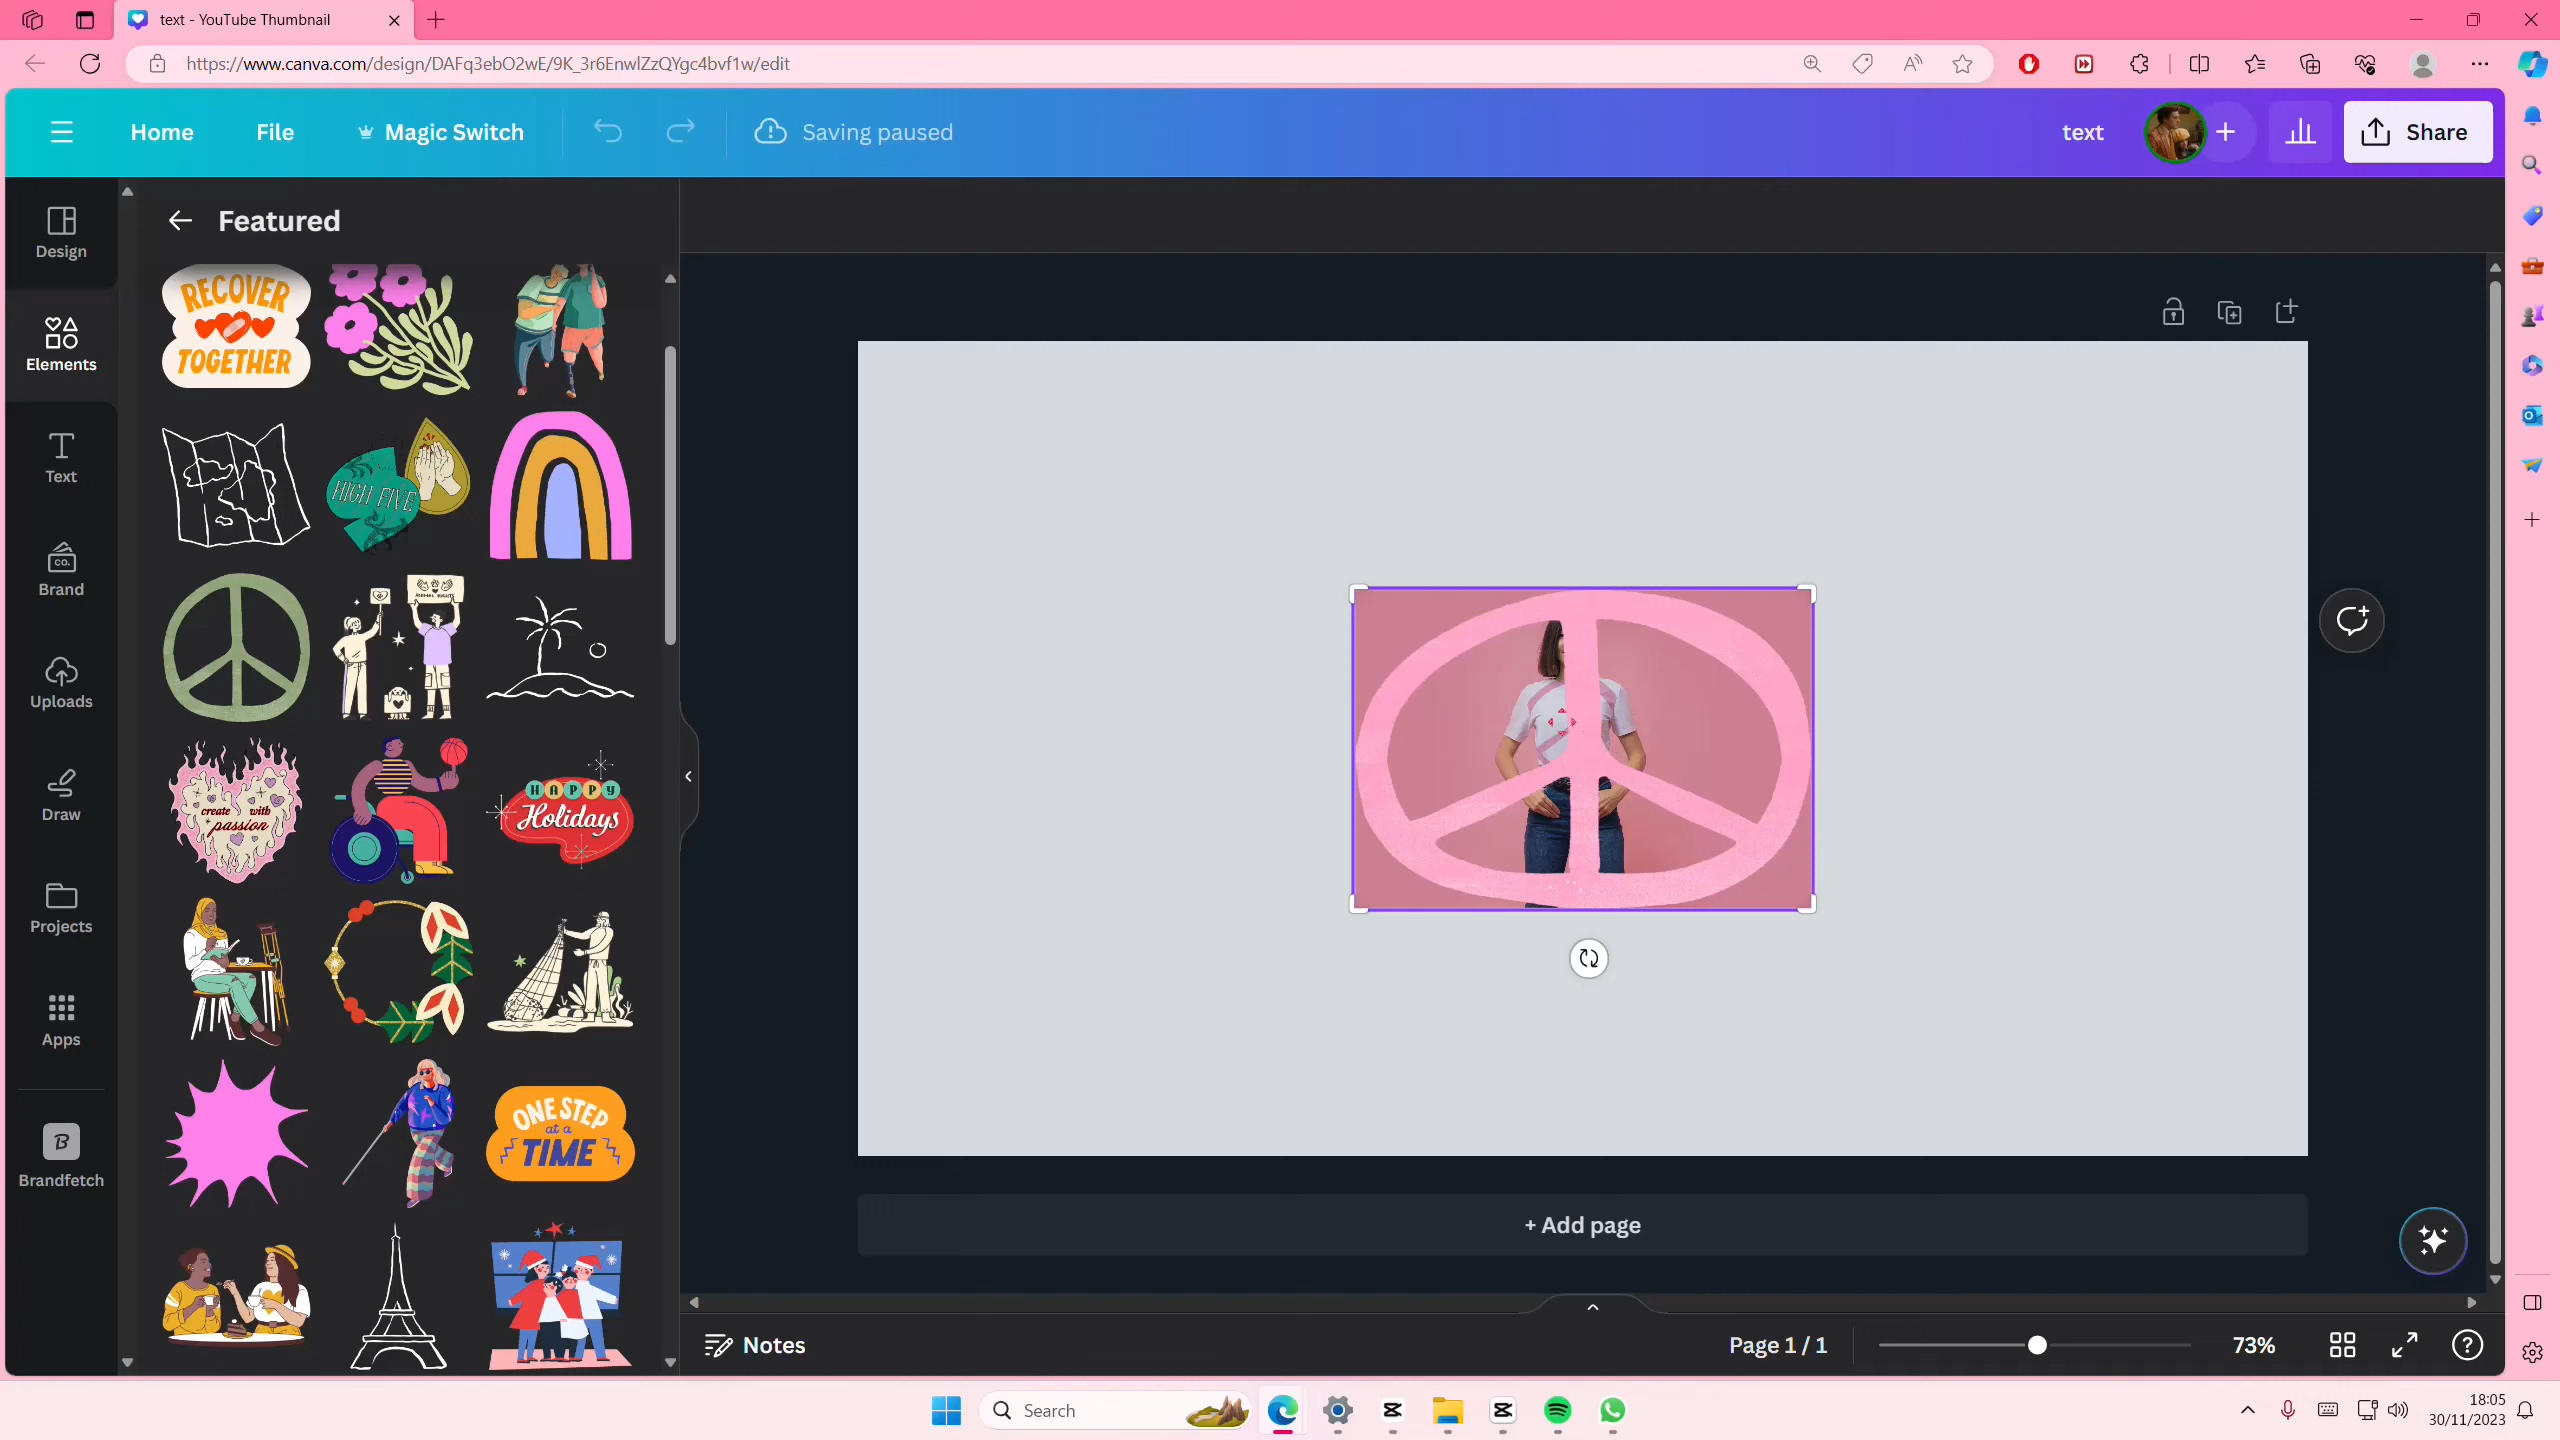 text - YouTube Thumbnail
https://www.canva.com/design/DAFq3ebO2wE/9K_3r6EnwlZzQYgc4bvf1w/edit
Home
File
Magic Switch
Saving paused
text
Share
Design
Elements
Text
Brand
Uploads
Draw
Projects
Apps
Brandfetch
Featured
RECOVER
TOGETHER
HIGH FIVE
create with
passion
HAPPY
Holidays
ONE STEP
at a
TIME
CO.
+ Add page
Notes
Page 1 / 1
73%
Search
18:05
30/11/2023